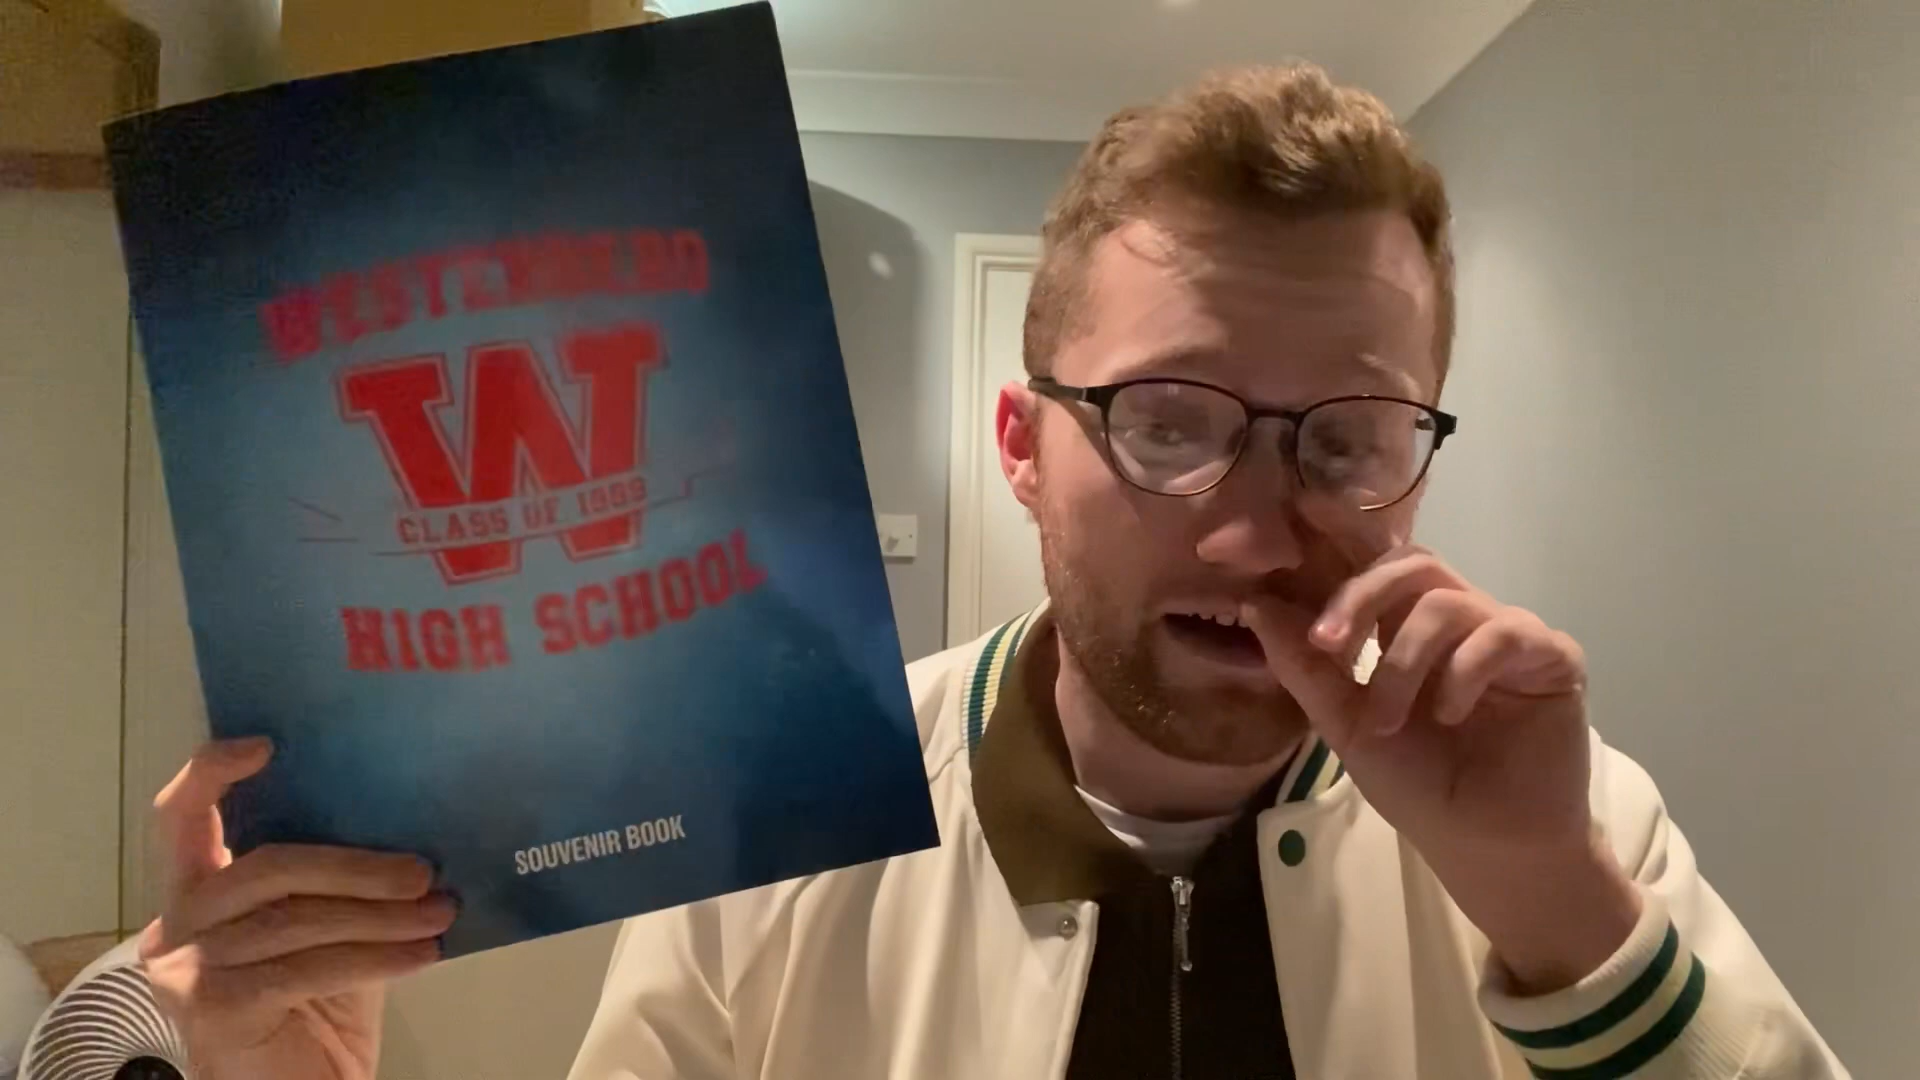 WESTERBERG
W
CLASS OF 1989
HIGH SCHOOL
SOUVENIR BOOK